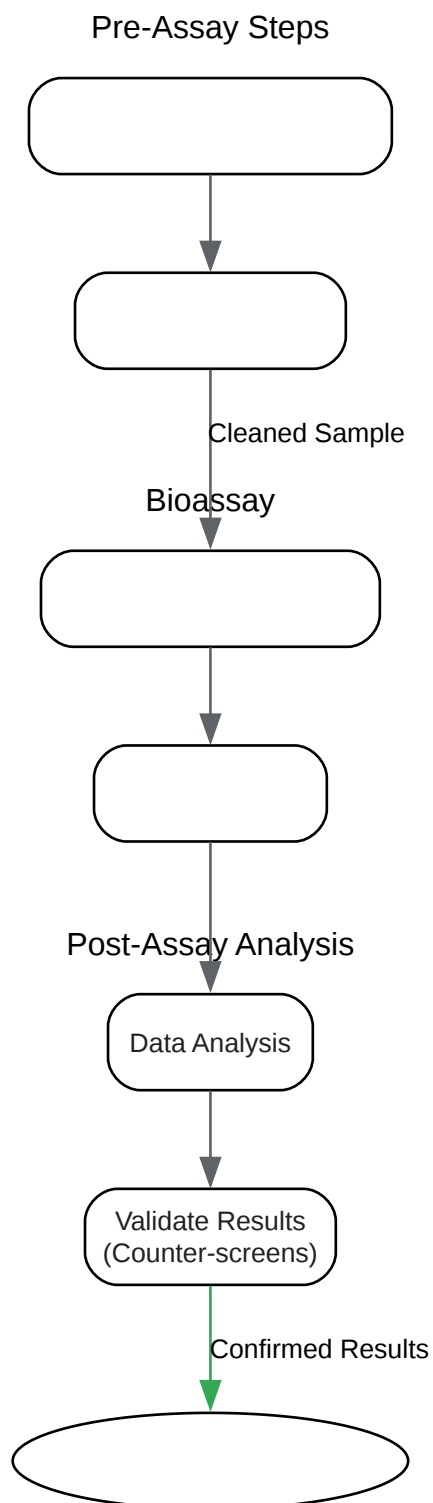 Pre-Assay Steps
Cleaned Sample
Bioassay
Post-Assay Analysis
Data Analysis
Validate Results
(Counter-screens)
Confirmed Results